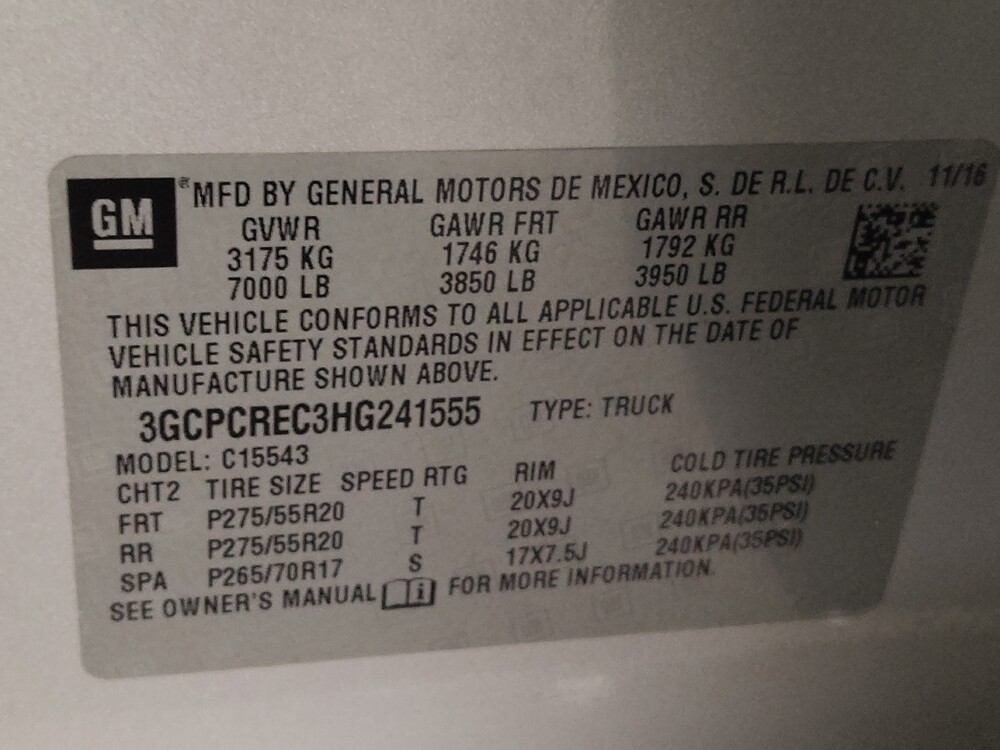 GM ® MFD BY GENERAL MOTORS DE MEXICO, S. DE R.L. DE C.V. 11/16
GVWR GAWR FRT GAWR RR
3175 KG 1746 KG 1792 KG
7000 LB 3850 LB 3950 LB
THIS VEHICLE CONFORMS TO ALL APPLICABLE U.S. FEDERAL MOTOR
VEHICLE SAFETY STANDARDS IN EFFECT ON THE DATE OF
MANUFACTURE SHOWN ABOVE.
3GCPCREC3HG241555 TYPE: TRUCK
MODEL: C15543
CHT2 TIRE SIZE SPEED RTG RIM COLD TIRE PRESSURE
FRT P275/55R20 T 20X9J 240KPA(35PSI)
RR P275/55R20 T 20X9J 240KPA(35PSI)
SPA P265/70R17 S 17X7.5J 240KPA(35PSI)
SEE OWNER'S MANUAL i FOR MORE INFORMATION.